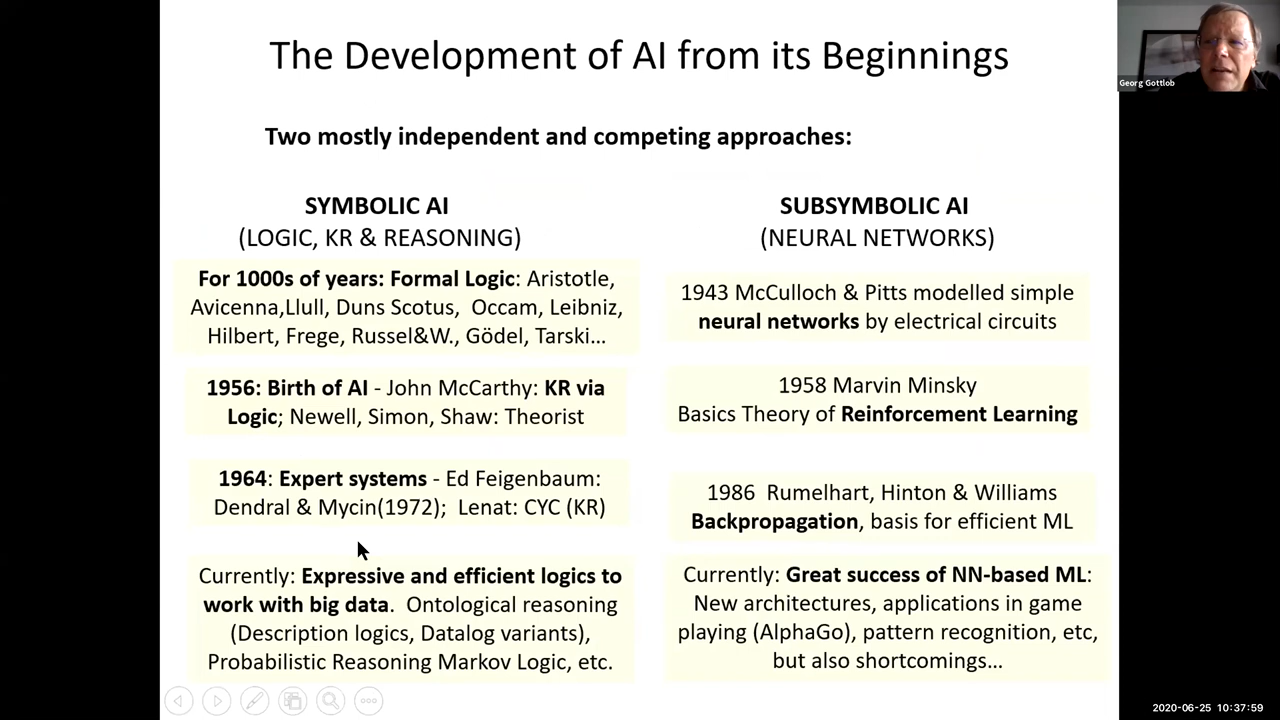 The Development of AI from its Beginnings
Georg Gottlob
Two mostly independent and competing approaches:
SYMBOLIC AI
(LOGIC, KR & REASONING)
For 1000s of years: Formal Logic: Aristotle,
Avicenna,Llull, Duns Scotus, Occam, Leibniz,
Hilbert, Frege, Russel&W., Gödel, Tarski...
1956: Birth of AI - John McCarthy: KR via
Logic; Newell, Simon, Shaw: Theorist
1964: Expert systems - Ed Feigenbaum:
Dendral & Mycin(1972); Lenat: CYC (KR)
Currently: Expressive and efficient logics to
work with big data. Ontological reasoning
(Description logics, Datalog variants),
Probabilistic Reasoning Markov Logic, etc.
SUBSYMBOLIC AI
(NEURAL NETWORKS)
1943 McCulloch & Pitts modelled simple
neural networks by electrical circuits
1958 Marvin Minsky
Basics Theory of Reinforcement Learning
1986 Rumelhart, Hinton & Williams
Backpropagation, basis for efficient ML
Currently: Great success of NN-based ML:
New architectures, applications in game
playing (AlphaGo), pattern recognition, etc,
but also shortcomings...
2020-06-25 10:37:59